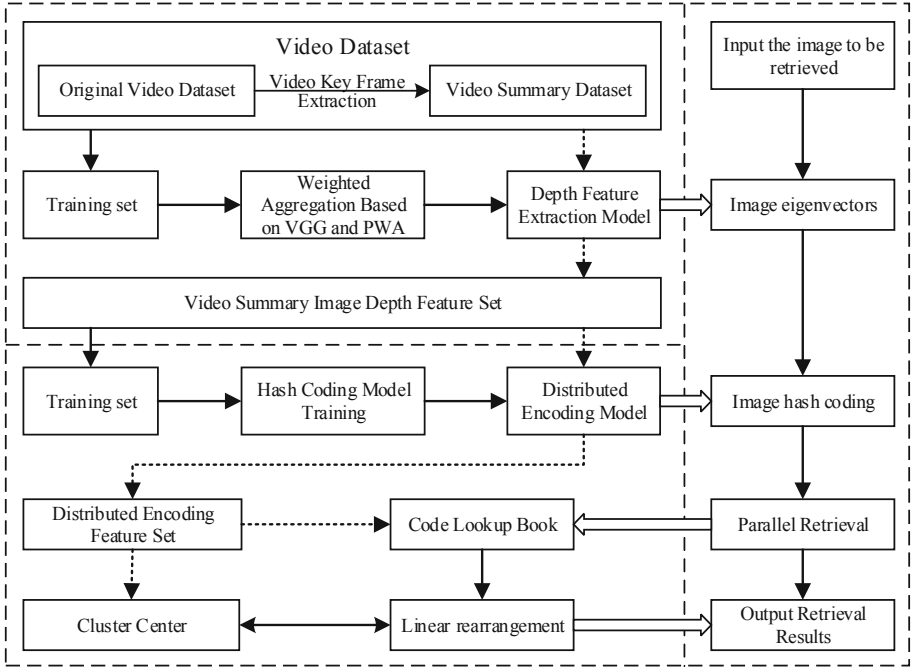 Video Dataset
Input the image to be
retrieved
Original Video Dataset
Video Key Frame
Extraction
Video Summary Dataset
Training set
Weighted
Aggregation Based
on VGG and PWA
Depth Feature
Extraction Model
Image eigenvectors
Video Summary Image Depth Feature Set
Training set
Hash Coding Model
Training
Distributed
Encoding Model
Image hash coding
Distributed Encoding
Feature Set
Code Lookup Book
Parallel Retrieval
Cluster Center
Linear rearrangement
Output Retrieval
Results